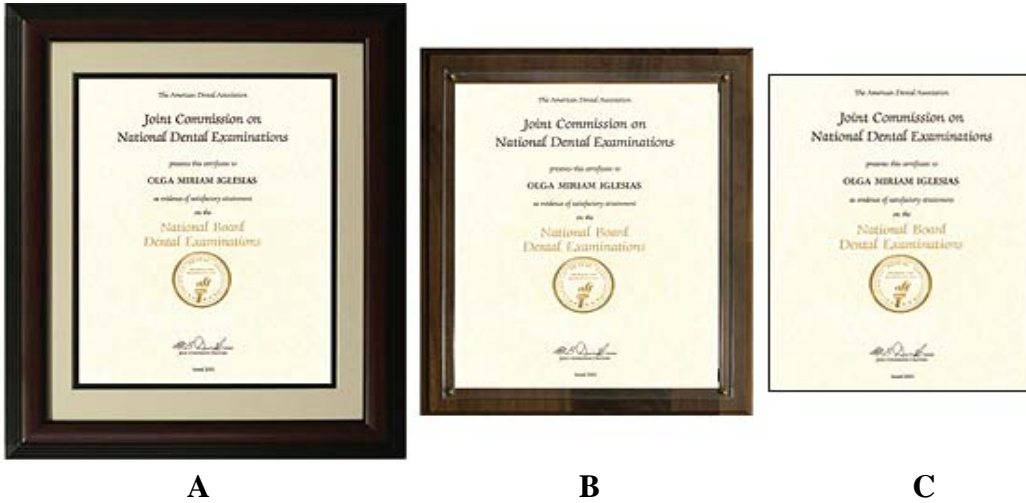 The American Dental Association
Joint Commission on
National Dental Examinations
presents this certificate to
OLGA MIRIAM IGLESIAS
as evidence of satisfactory attainment
on the
National Board
Dental Examinations
The American Dental Association
Joint Commission on
National Dental Examinations
presents this certificate to
OLGA MIRIAM IGLESIAS
as evidence of satisfactory attainment
on the
National Board
Dental Examinations
The American Dental Association
Joint Commission on
National Dental Examinations
presents this certificate to
OLGA MIRIAM IGLESIAS
as evidence of satisfactory attainment
on the
National Board
Dental Examinations
A
B
C